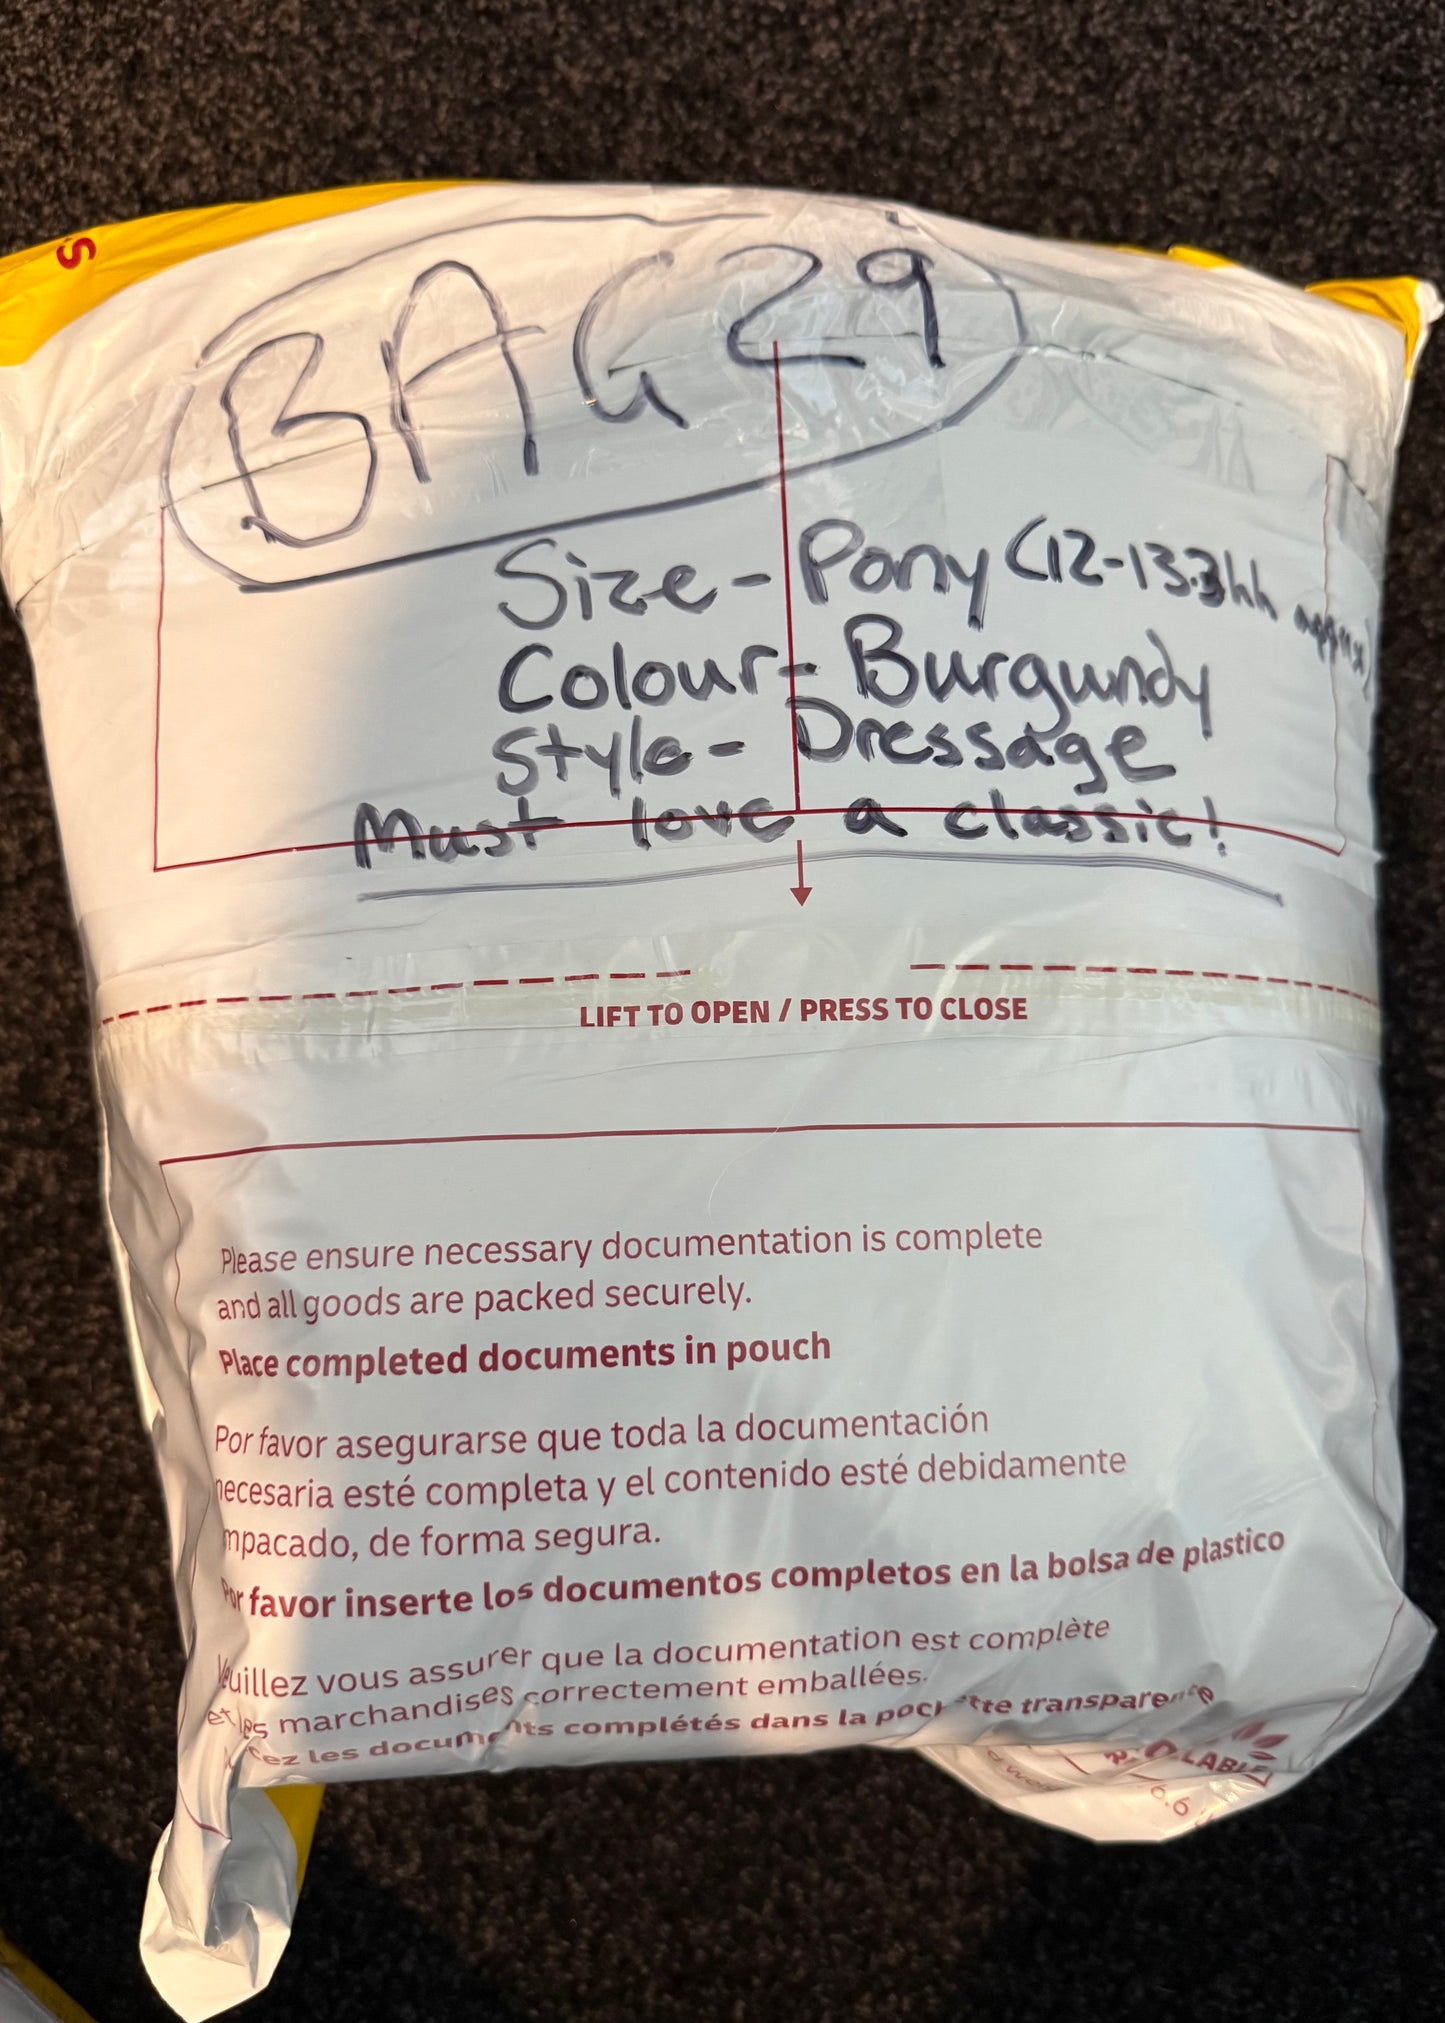 S
BAG 29
Size - Pony (12-13.3hh approx)
Colour - Burgundy
Style - Dressage
Must love a classic!
LIFT TO OPEN / PRESS TO CLOSE
Please ensure necessary documentation is complete
and all goods are packed securely.
Place completed documents in pouch
Por favor asegurarse que toda la documentación
necesaria esté completa y el contenido esté debidamente
mpacado, de forma segura.
Por favor inserte los documentos completos en la bolsa de plastico
Veuillez vous assurer que la documentation est complète
et les marchandises correctement emballées.
les documents complétés dans la pochette transparente
6.6